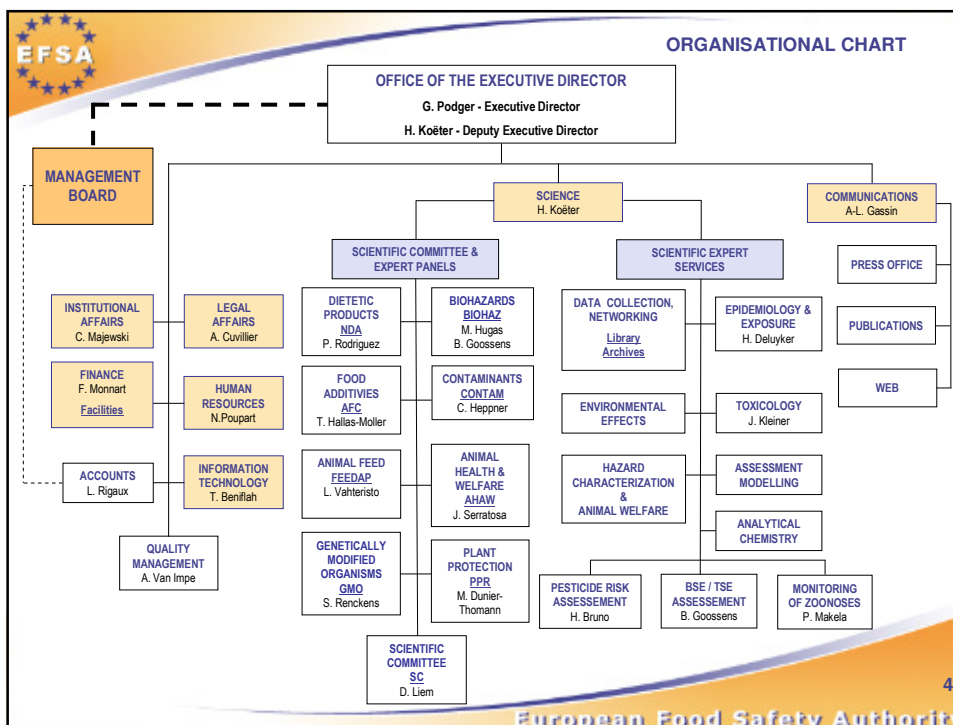 EFSA
ORGANISATIONAL CHART
OFFICE OF THE EXECUTIVE DIRECTOR
G. Podger - Executive Director
H. Koëter - Deputy Executive Director
MANAGEMENT
BOARD
SCIENCE
H. Koëter
COMMUNICATIONS
A-L. Gassin
SCIENTIFIC COMMITTEE &
EXPERT PANELS
SCIENTIFIC EXPERT
SERVICES
PRESS OFFICE
PUBLICATIONS
WEB
INSTITUTIONAL
AFFAIRS
C. Majewski
LEGAL
AFFAIRS
A. Cuvillier
FINANCE
F. Monnart
Facilities
HUMAN
RESOURCES
N.Poupart
ACCOUNTS
L. Rigaux
INFORMATION
TECHNOLOGY
T. Beniflah
QUALITY
MANAGEMENT
A. Van Impe
DIETETIC
PRODUCTS
NDA
P. Rodriguez
BIOHAZARDS
BIOHAZ
M. Hugas
B. Goossens
FOOD
ADDITIVIES
AFC
T. Hallas-Moller
CONTAMINANTS
CONTAM
C. Heppner
ANIMAL FEED
FEEDAP
L. Vahteristo
ANIMAL
HEALTH &
WELFARE
AHAW
J. Serratosa
GENETICALLY
MODIFIED
ORGANISMS
GMO
S. Renckens
PLANT
PROTECTION
PPR
M. Dunier-
Thomann
SCIENTIFIC
COMMITTEE
SC
D. Liem
DATA COLLECTION,
NETWORKING
Library
Archives
EPIDEMIOLOGY &
EXPOSURE
H. Deluyker
ENVIRONMENTAL
EFFECTS
TOXICOLOGY
J. Kleiner
HAZARD
CHARACTERIZATION
&
ANIMAL WELFARE
ASSESSMENT
MODELLING
ANALYTICAL
CHEMISTRY
PESTICIDE RISK
ASSESSEMENT
H. Bruno
BSE / TSE
ASSESSEMENT
B. Goossens
MONITORING
OF ZOONOSES
P. Makela
4
European Food Safety Authorit